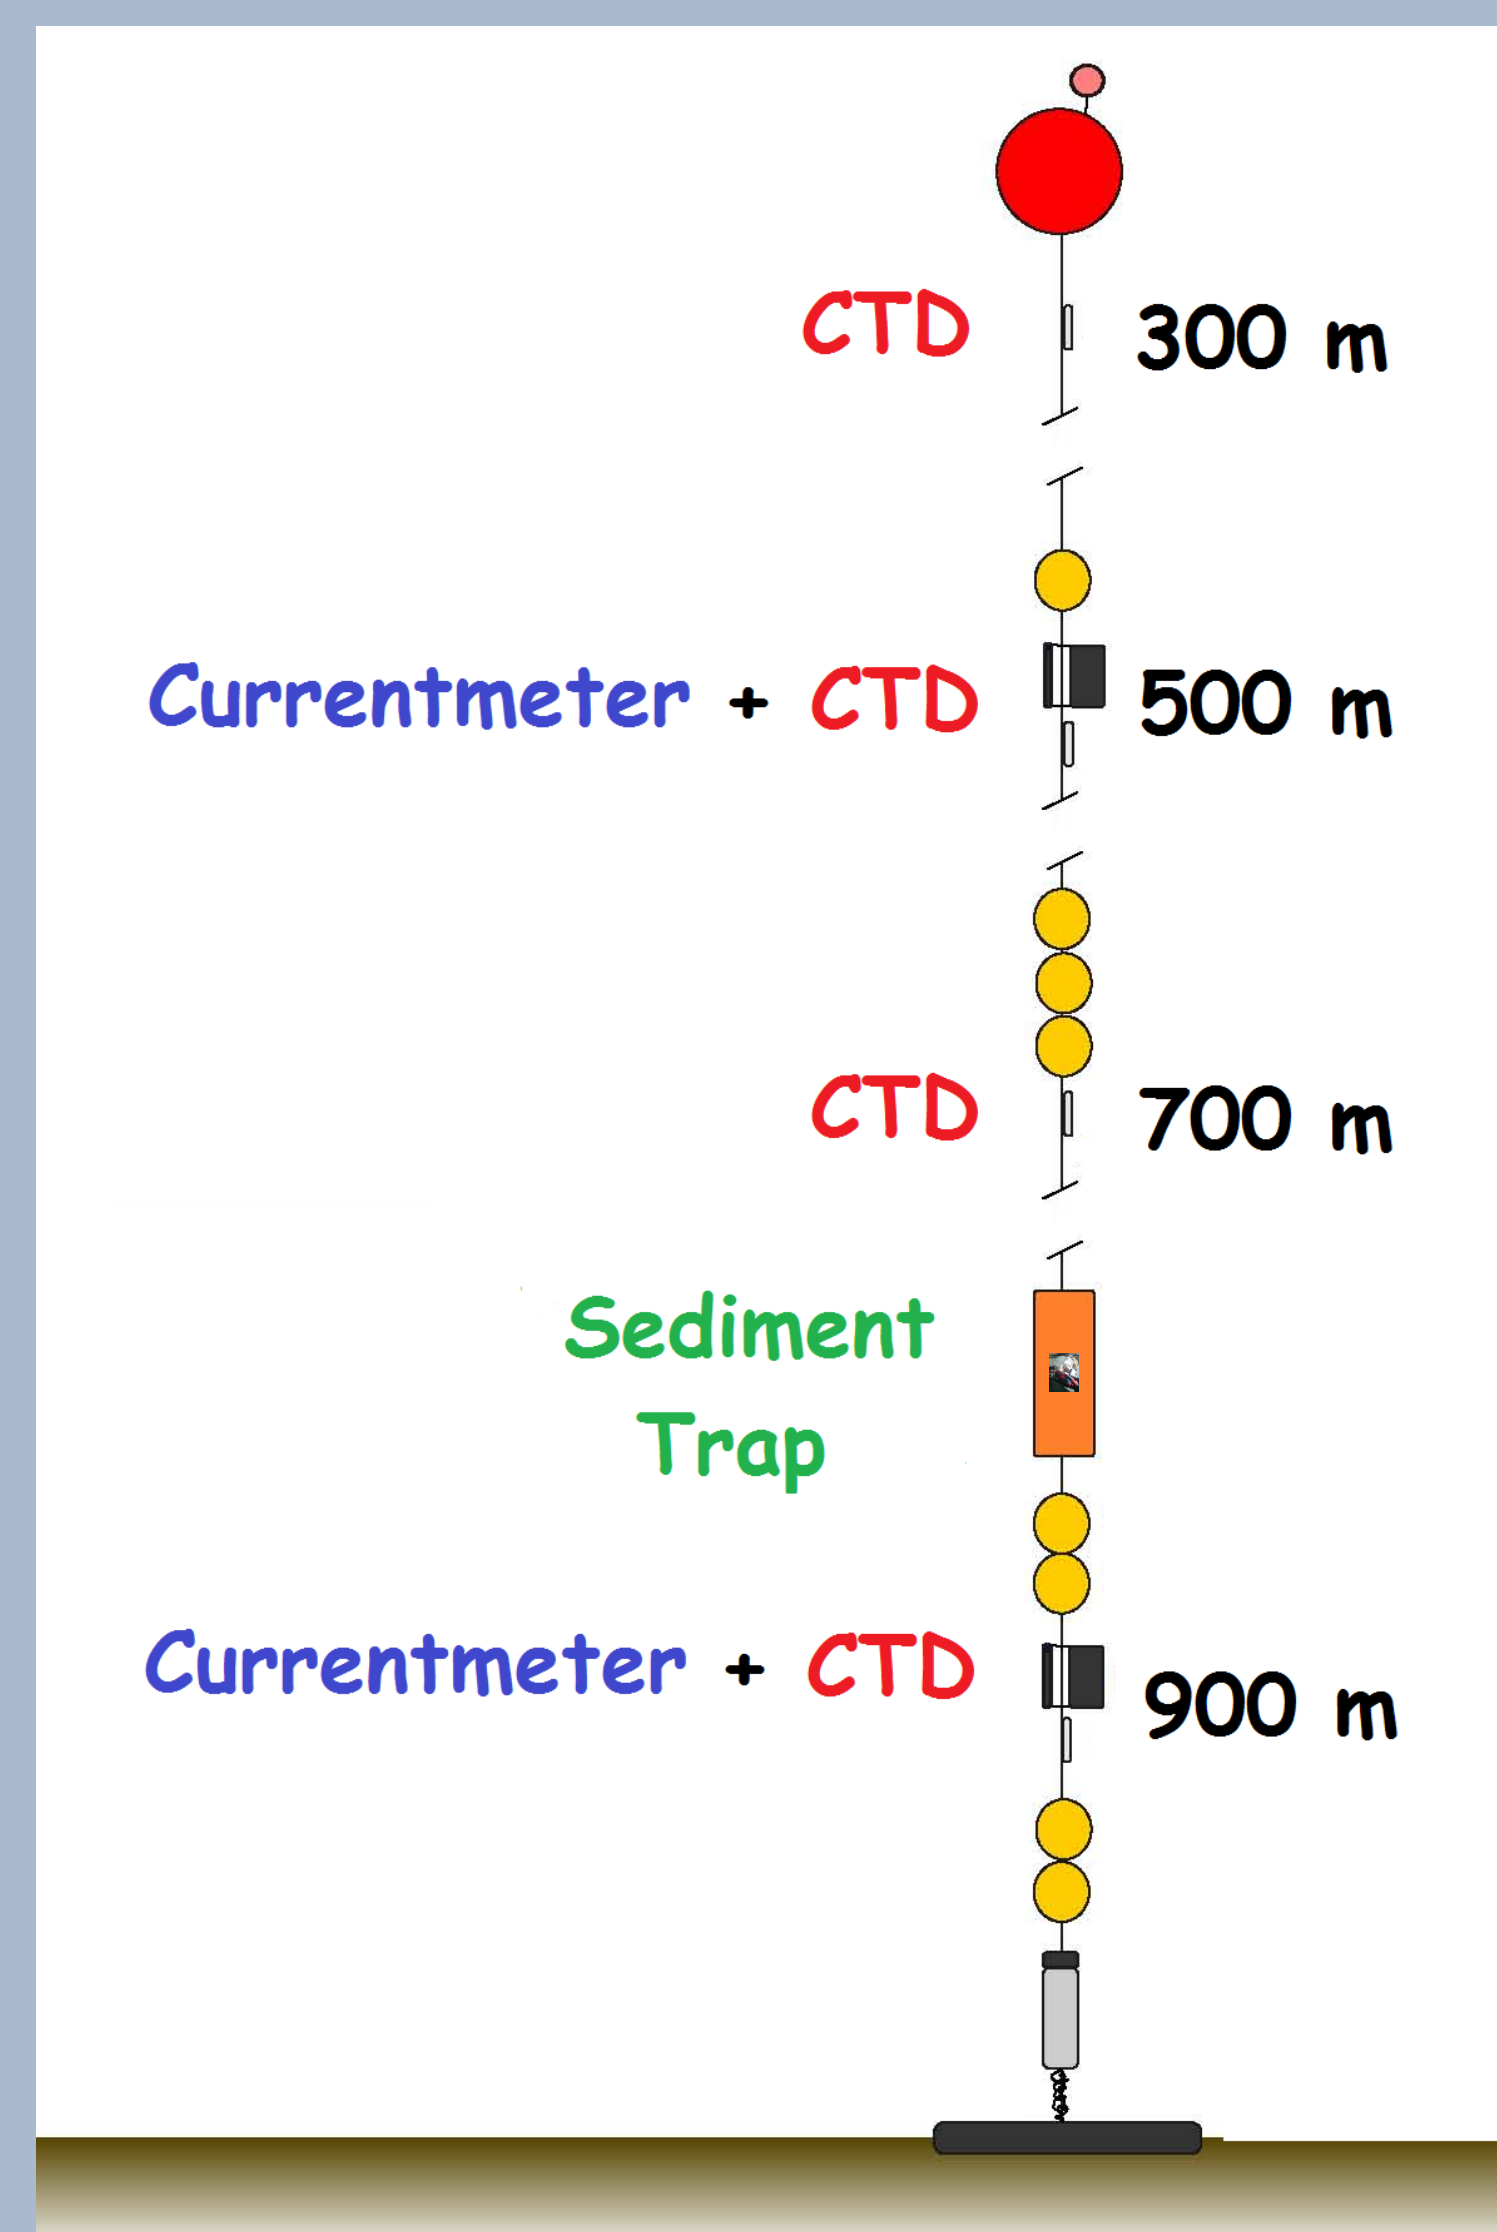 CTD 300 m
Currentmeter + CTD 500 m
CTD 700 m
Sediment
Trap
Currentmeter + CTD 900 m